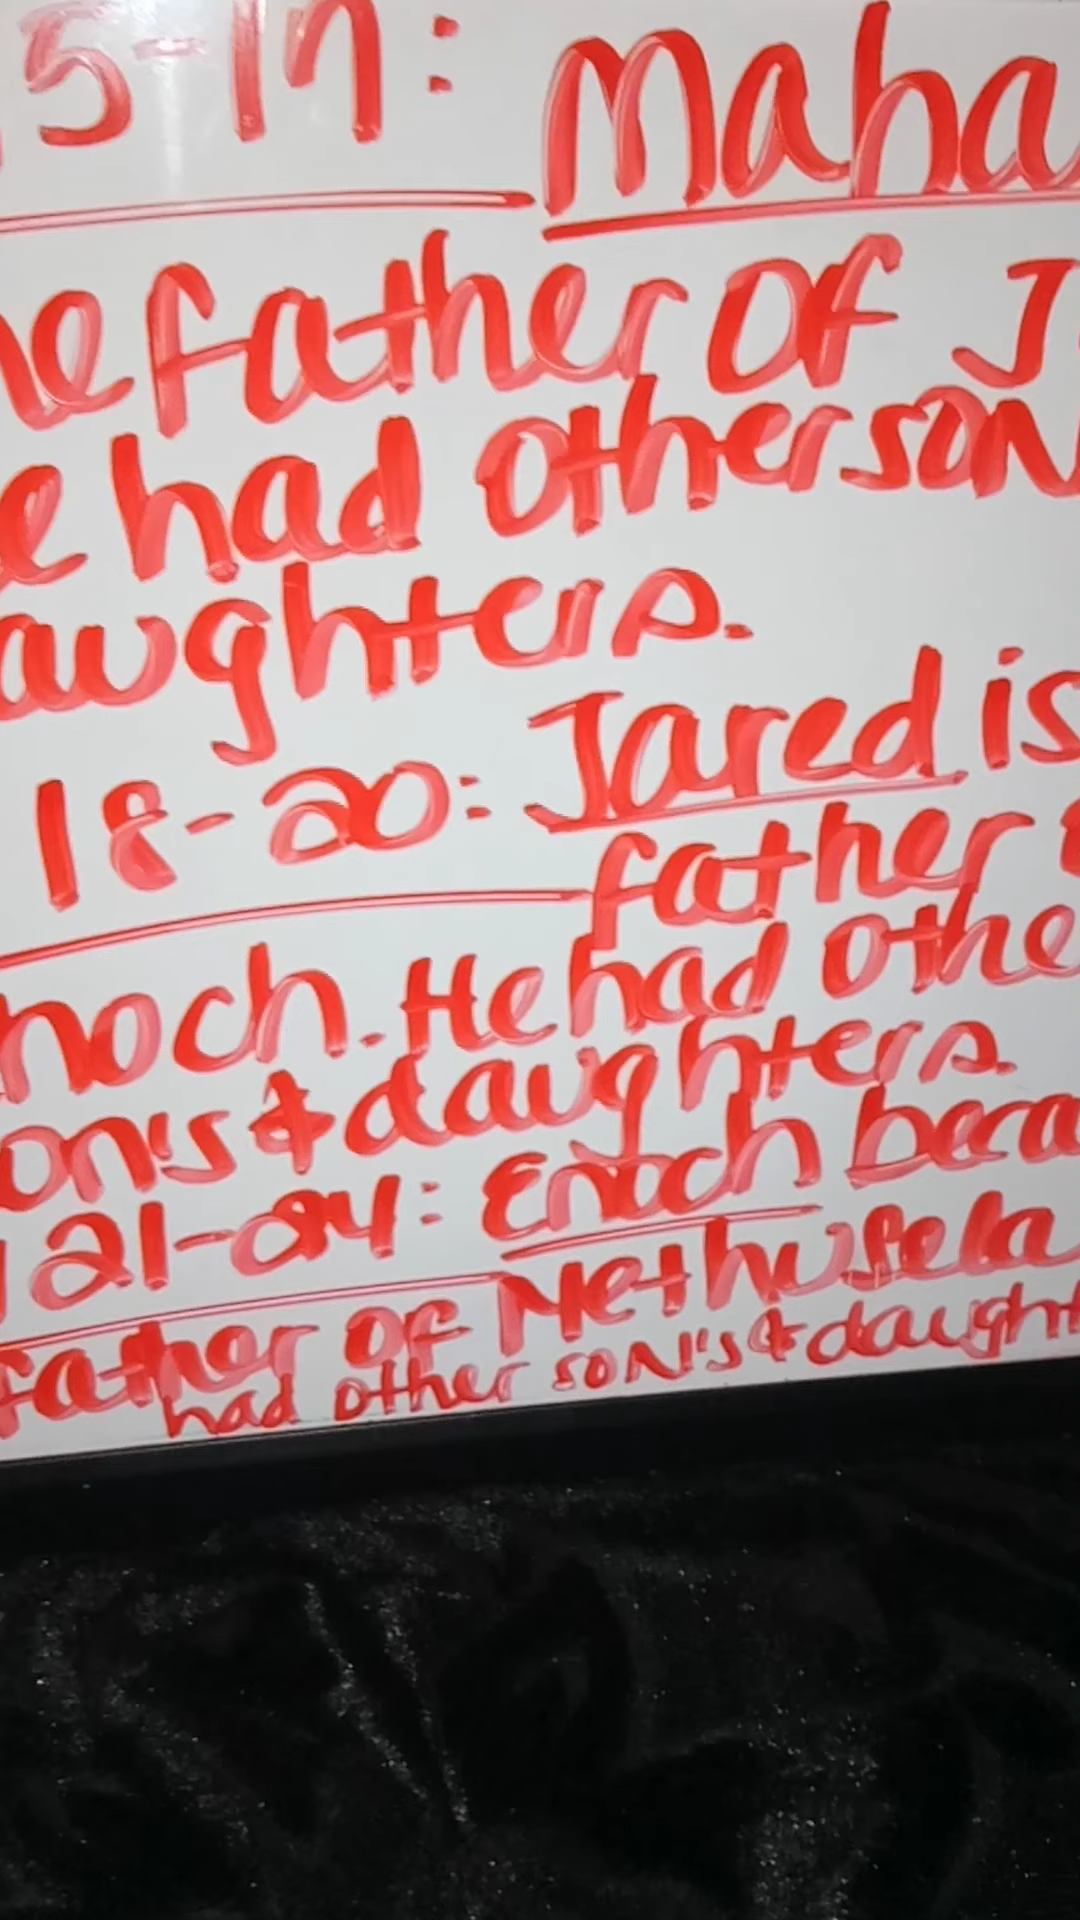 15-17: Maha
he father of J
e had other son
aughters.
18-20: Jared is
father
noch. He had othe
on's & daughters.
21-24: Enoch beca
father of Methusela
had other son's & daught